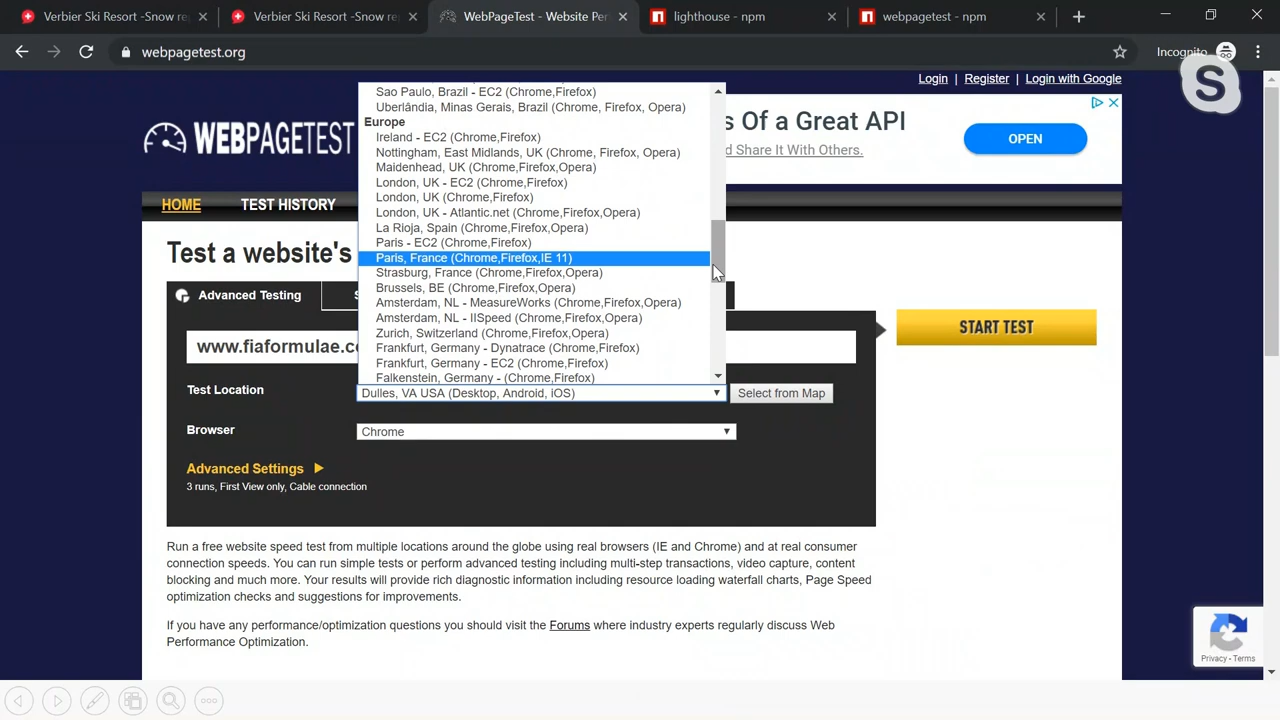 Verbier Ski Resort -Snow re
Verbier Ski Resort -Snow re
WebPageTest - Website Per
lighthouse - npm
webpagetest - npm
webpagetest.org
Incognito
Login | Register | Login with Google
S
WEBPAGETEST
s Of a Great API
d Share It With Others.
OPEN
HOME
TEST HISTORY
Test a website's
Advanced Testing
S
www.fiaformulae.co
START TEST
Sao Paulo, Brazil - EC2 (Chrome,Firefox)
Uberlândia, Minas Gerais, Brazil (Chrome, Firefox, Opera)
Europe
Ireland - EC2 (Chrome,Firefox)
Nottingham, East Midlands, UK (Chrome, Firefox, Opera)
Maidenhead, UK (Chrome,Firefox,Opera)
London, UK - EC2 (Chrome,Firefox)
London, UK (Chrome,Firefox)
London, UK - Atlantic.net (Chrome,Firefox,Opera)
La Rioja, Spain (Chrome,Firefox,Opera)
Paris - EC2 (Chrome,Firefox)
Paris, France (Chrome,Firefox,IE 11)
Strasburg, France (Chrome,Firefox,Opera)
Brussels, BE (Chrome,Firefox,Opera)
Amsterdam, NL - MeasureWorks (Chrome,Firefox,Opera)
Amsterdam, NL - IISpeed (Chrome,Firefox,Opera)
Zurich, Switzerland (Chrome,Firefox,Opera)
Frankfurt, Germany - Dynatrace (Chrome,Firefox)
Frankfurt, Germany - EC2 (Chrome,Firefox)
Falkenstein, Germany - (Chrome,Firefox)
Test Location
Dulles, VA USA (Desktop, Android, iOS)
Select from Map
Browser
Chrome
Advanced Settings
3 runs, First View only, Cable connection
Run a free website speed test from multiple locations around the globe using real browsers (IE and Chrome) and at real consumer
connection speeds. You can run simple tests or perform advanced testing including multi-step transactions, video capture, content
blocking and much more. Your results will provide rich diagnostic information including resource loading waterfall charts, Page Speed
optimization checks and suggestions for improvements.
If you have any performance/optimization questions you should visit the Forums where industry experts regularly discuss Web
Performance Optimization.
Privacy - Terms